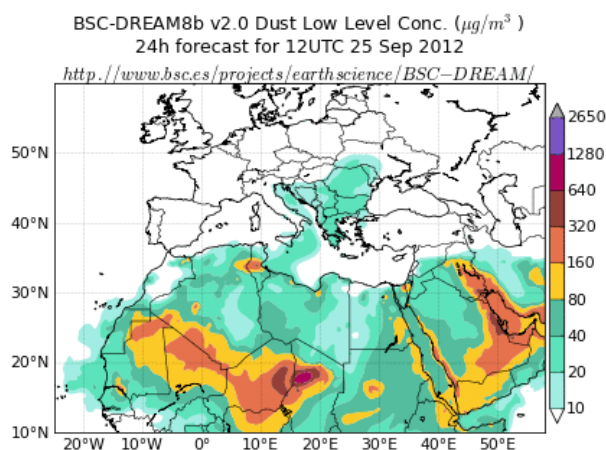 BSC-DREAM8b v2.0 Dust Low Level Conc. (μg/m³ )
24h forecast for 12UTC 25 Sep 2012
http.//www.bsc.es/projects/earthscience/BSC−DREAM/
50°N
40°N
30°N
20°N
10°N
20°W
10°W
0°
10°E
20°E
30°E
40°E
50°E
2650
1280
640
320
160
80
40
20
10